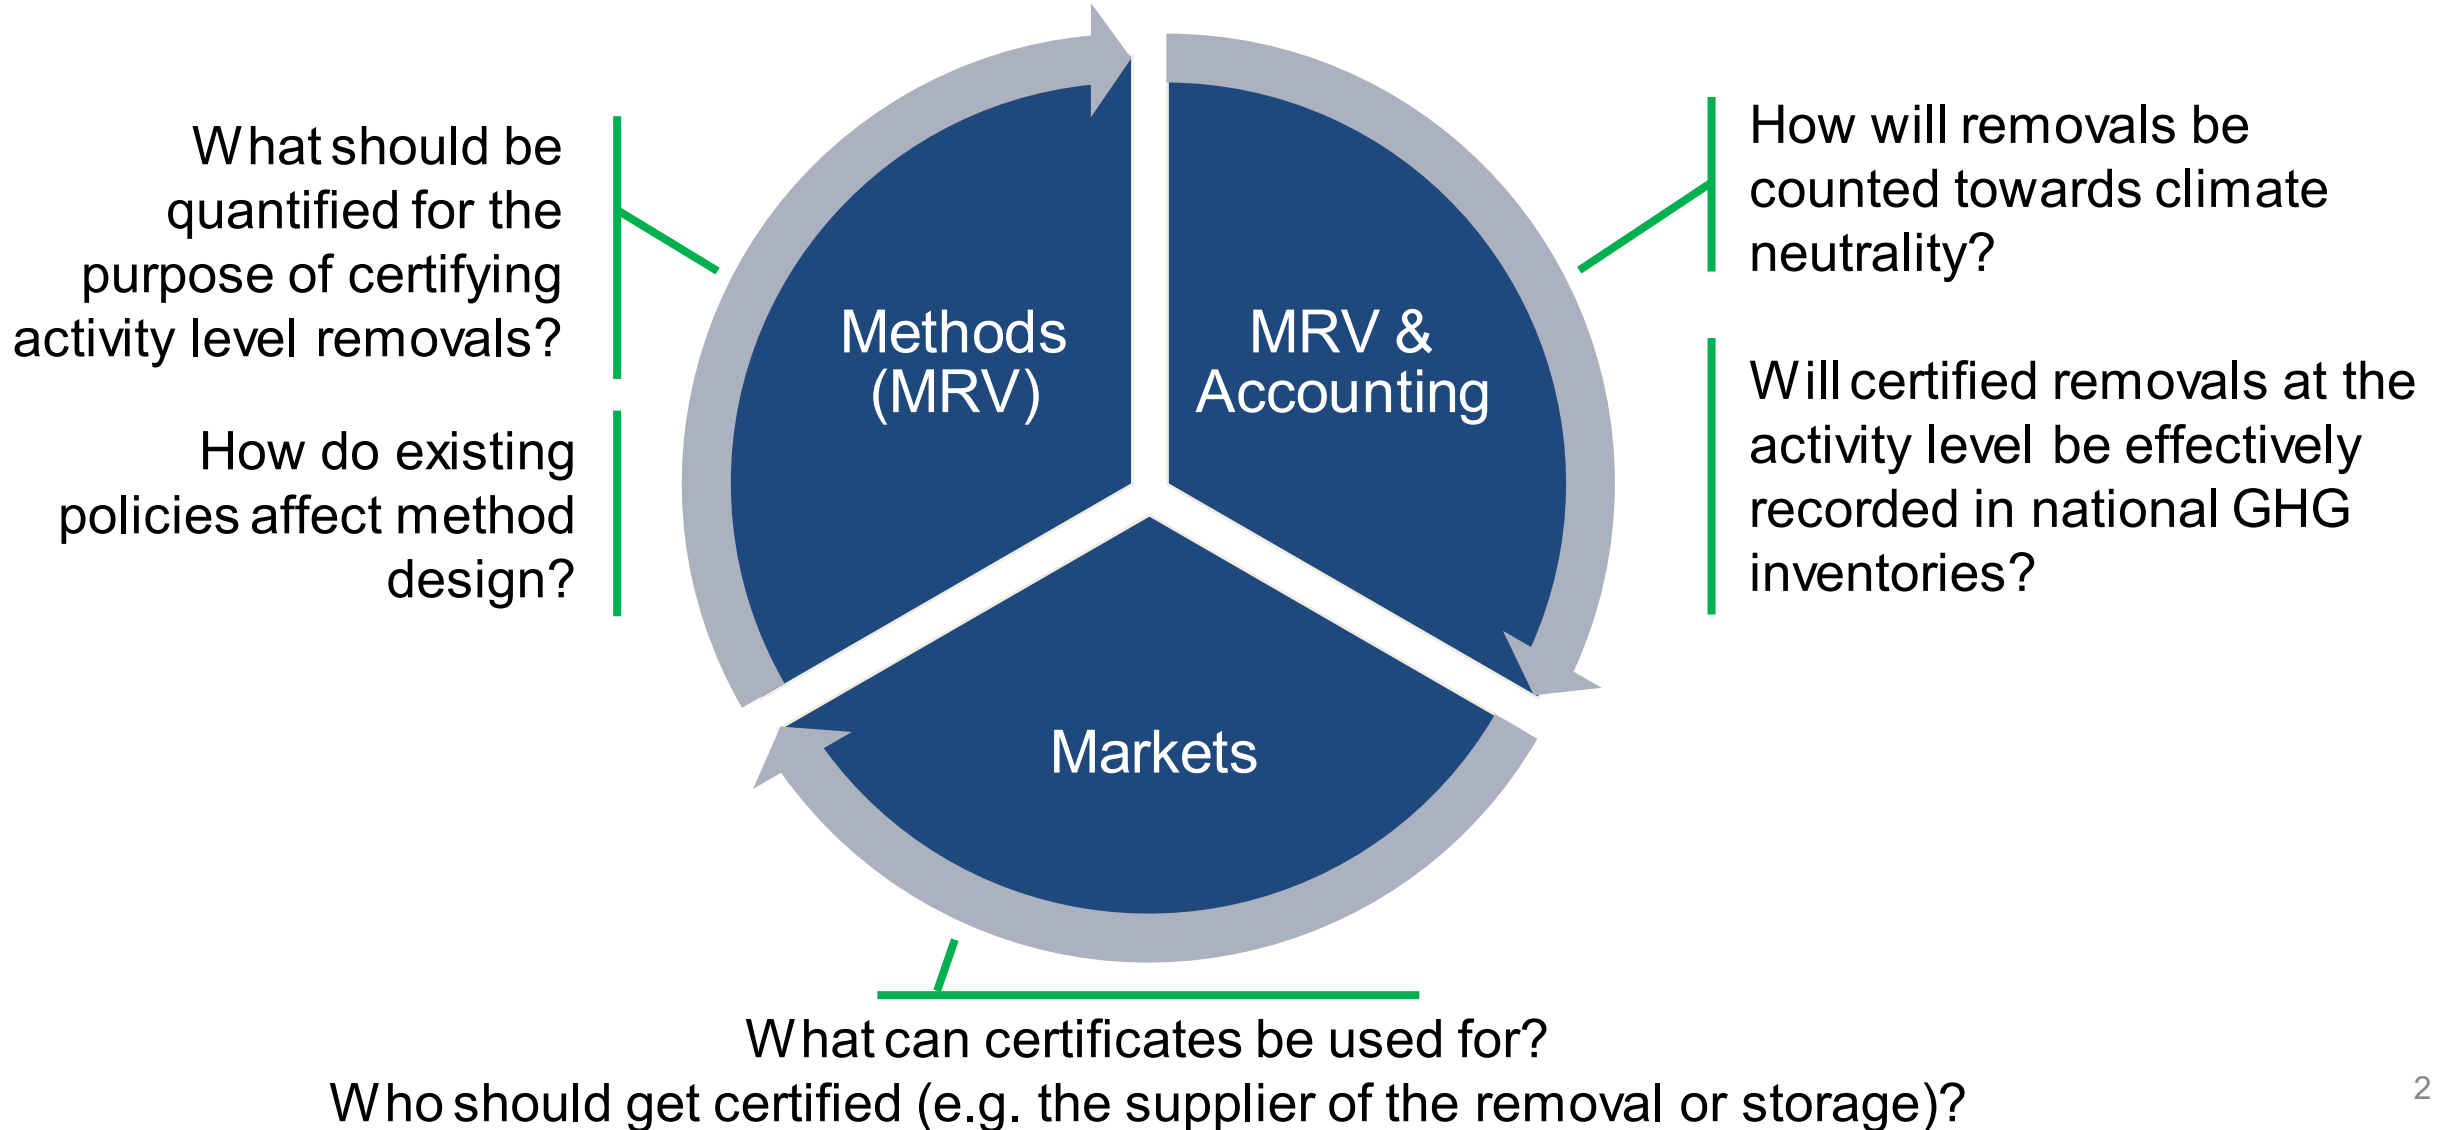 What should be
quantified for the
purpose of certifying
activity level removals?
How do existing
policies affect method
design?
Methods
(MRV)
MRV &
Accounting
Markets
How will removals be
counted towards climate
neutrality?
Will certified removals at the
activity level be effectively
recorded in national GHG
inventories?
What can certificates be used for?
Who should get certified (e.g. the supplier of the removal or storage)?
2